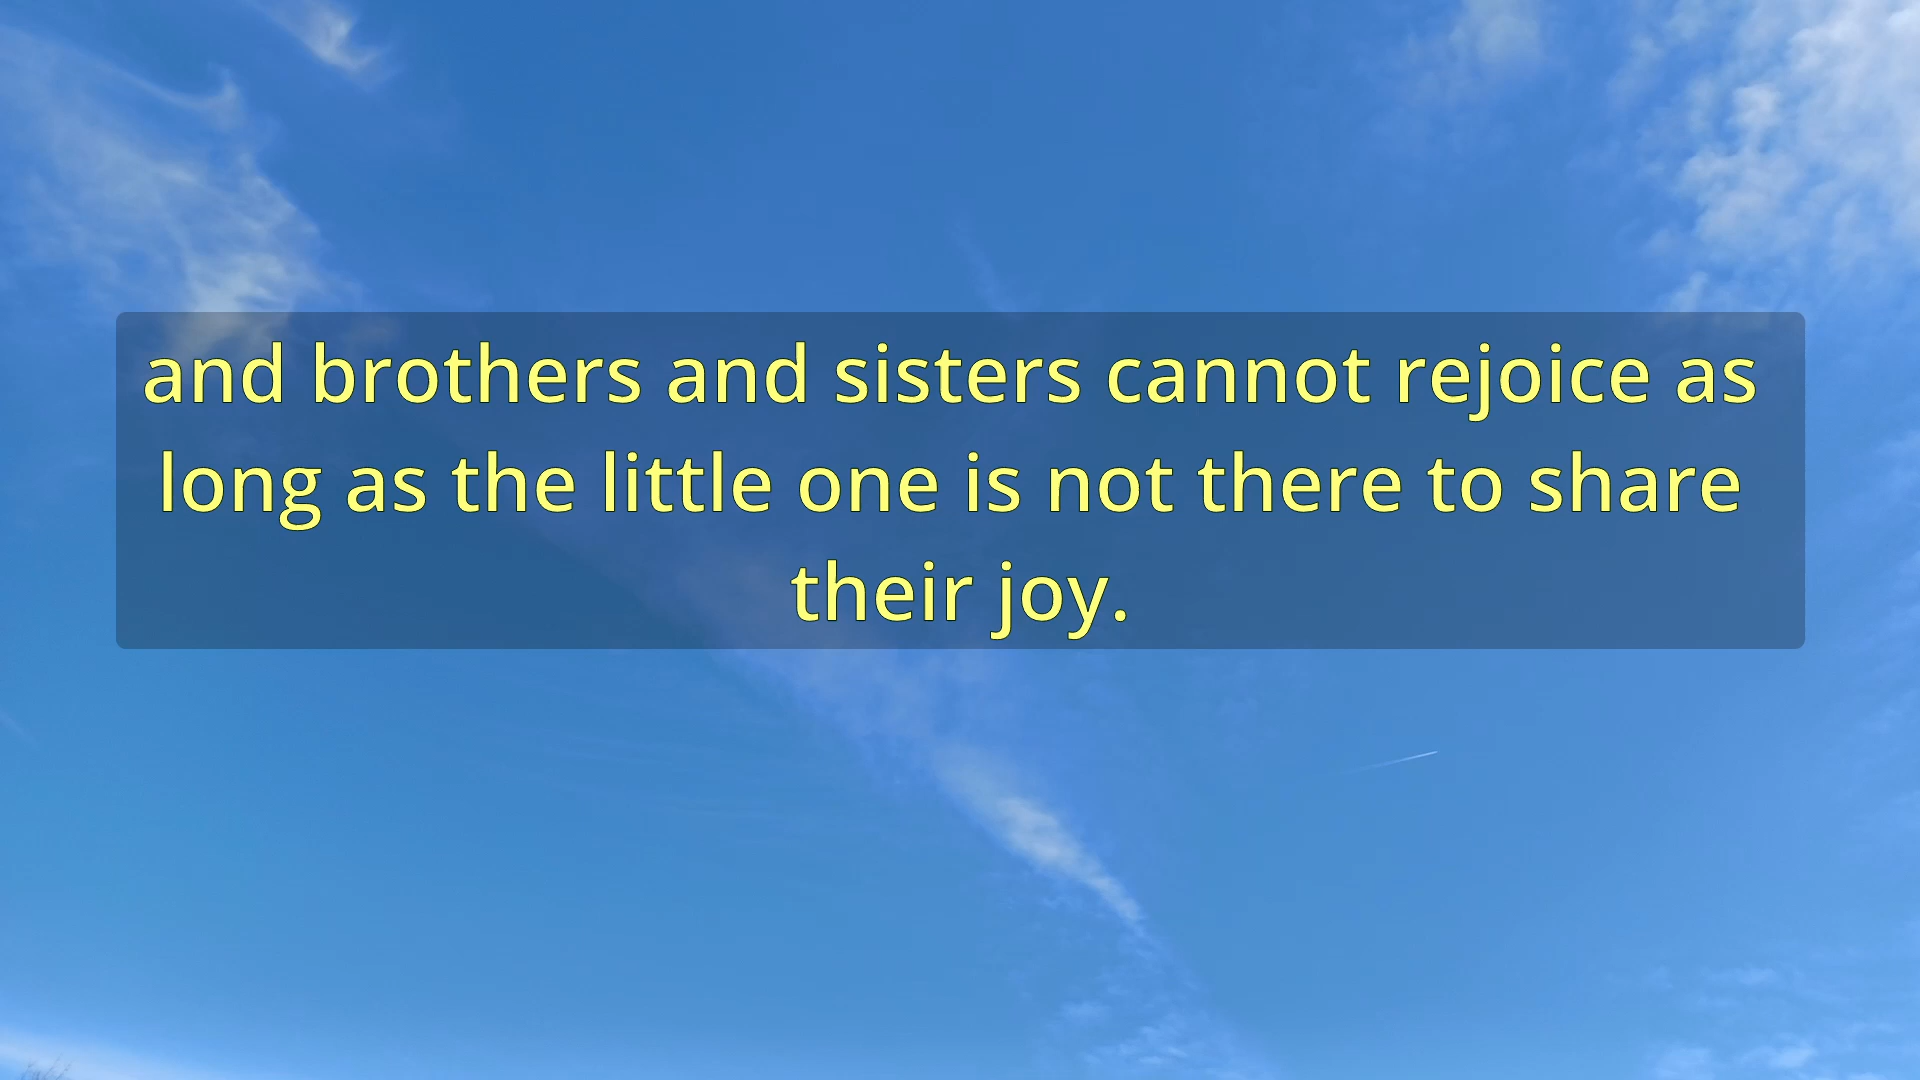 and brothers and sisters cannot rejoice as
long as the little one is not there to share
their joy.